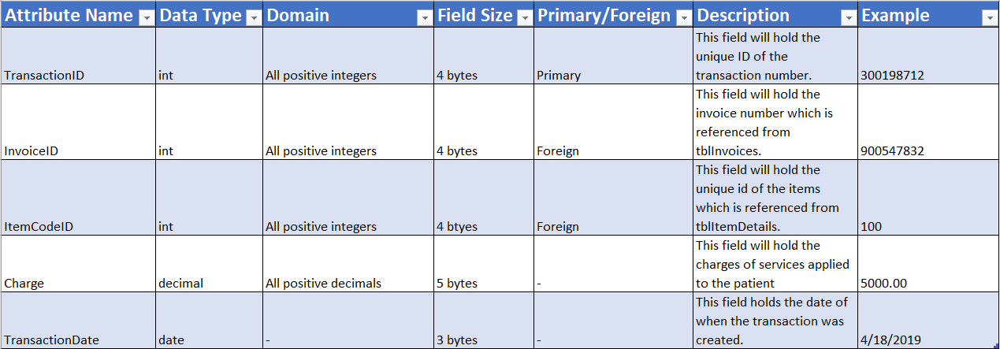 Attribute Name Data Type Domain Field Size Primary/Foreign Description Example
This field will hold the
unique ID of the
TransactionID int All positive integers 4 bytes Primary transaction number. 300198712
This field will hold the
invoice number which is
referenced from
InvoiceID int All positive integers 4 bytes Foreign tblInvoices. 900547832
This field will hold the
unique id of the items
which is referenced from
ItemCodeID int All positive integers 4 btyes Foreign tblItemDetails. 100
This field will hold the
charges of services applied
Charge decimal All positive decimals 5 bytes - to the patient 5000.00
This field holds the date of
when the transaction was
TransactionDate date - 3 bytes - created. 4/18/2019